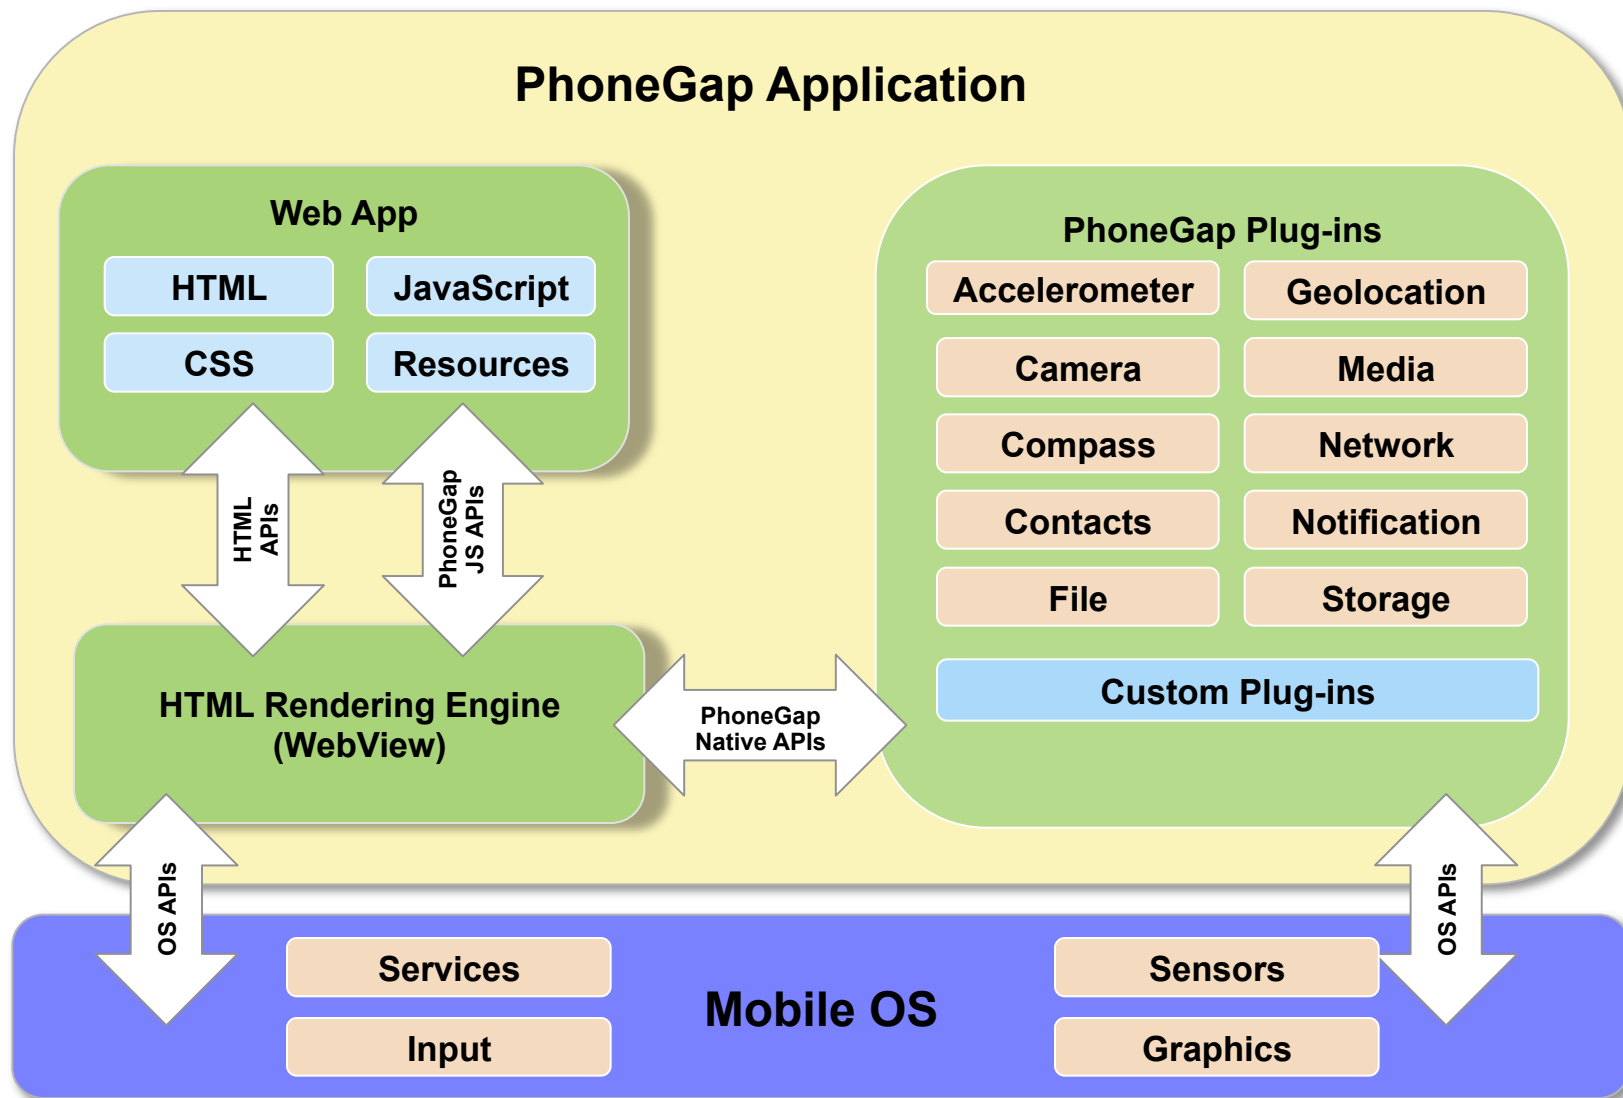 PhoneGap Application
Web App
HTML
JavaScript
CSS
Resources
HTML
APIs
PhoneGap
JS APIs
HTML Rendering Engine
(WebView)
PhoneGap
Native APIs
PhoneGap Plug-ins
Accelerometer
Geolocation
Camera
Media
Compass
Network
Contacts
Notification
File
Storage
Custom Plug-ins
OS APIs
OS APIs
Services
Input
Mobile OS
Sensors
Graphics